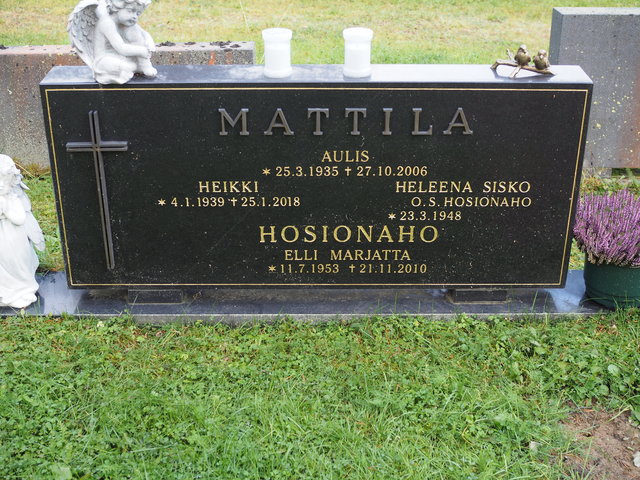 MATTILA
AULIS
* 25.3.1935 ✝ 27.10.2006
HEIKKI
* 4.1.1939 ✝ 25.1.2018
HELEENA SISKO
O.S. HOSIONAHO
* 23.3.1948
HOSIONAHO
ELLI MARJATTA
* 11.7.1953 ✝ 21.11.2010